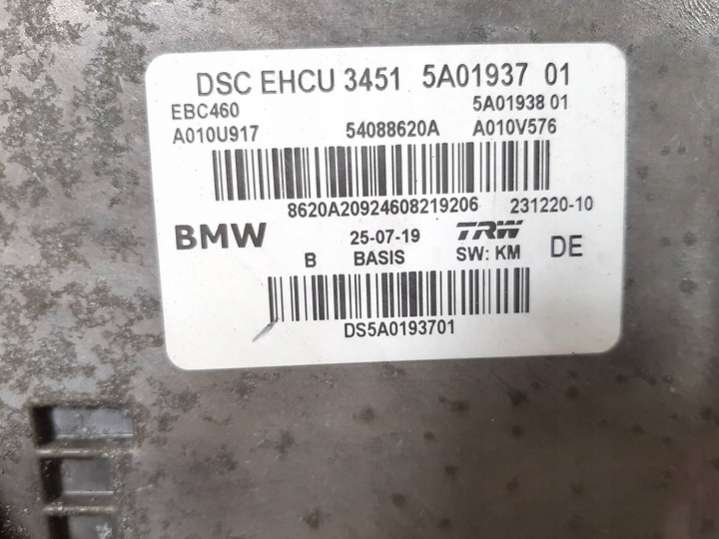 DSC EHCU 3451 5A01937 01
EBC460 5A01938 01
A010U917 54088620A A010V576
8620A20924608219206 231220-10
BMW 25-07-19 TRW DE
B BASIS SW: KM
DS5A0193701